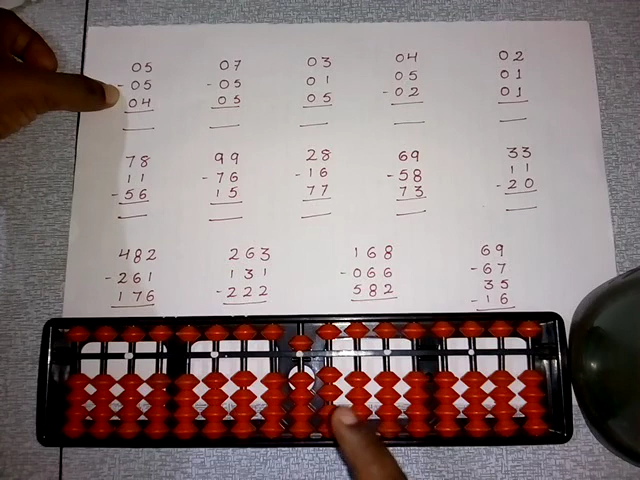 05 07 03 04 02
- 05 - 05 01 05 01
04 05 05 - 02 01
78 99 28 69 33
11 - 76 - 16 - 58 11
- 56 15 77 73 - 20
482 263 168 69
- 261 131 - 066 - 67
176 - 222 582 35
- 16